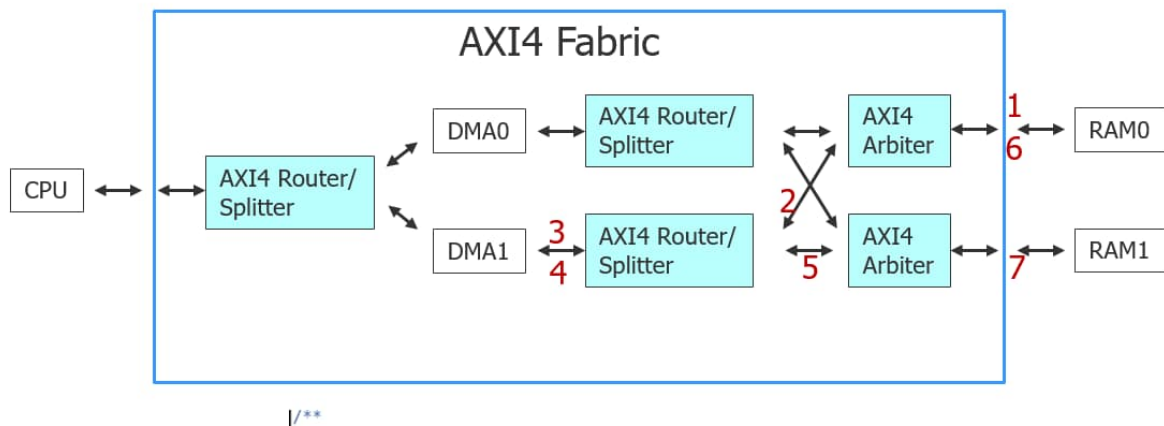 AXI4 Fabric
CPU
AXI4 Router/
Splitter
DMA0
DMA1
AXI4 Router/
Splitter
AXI4 Router/
Splitter
AXI4
Arbiter
AXI4
Arbiter
1
6
2
3
4
5
7
RAM0
RAM1
/**